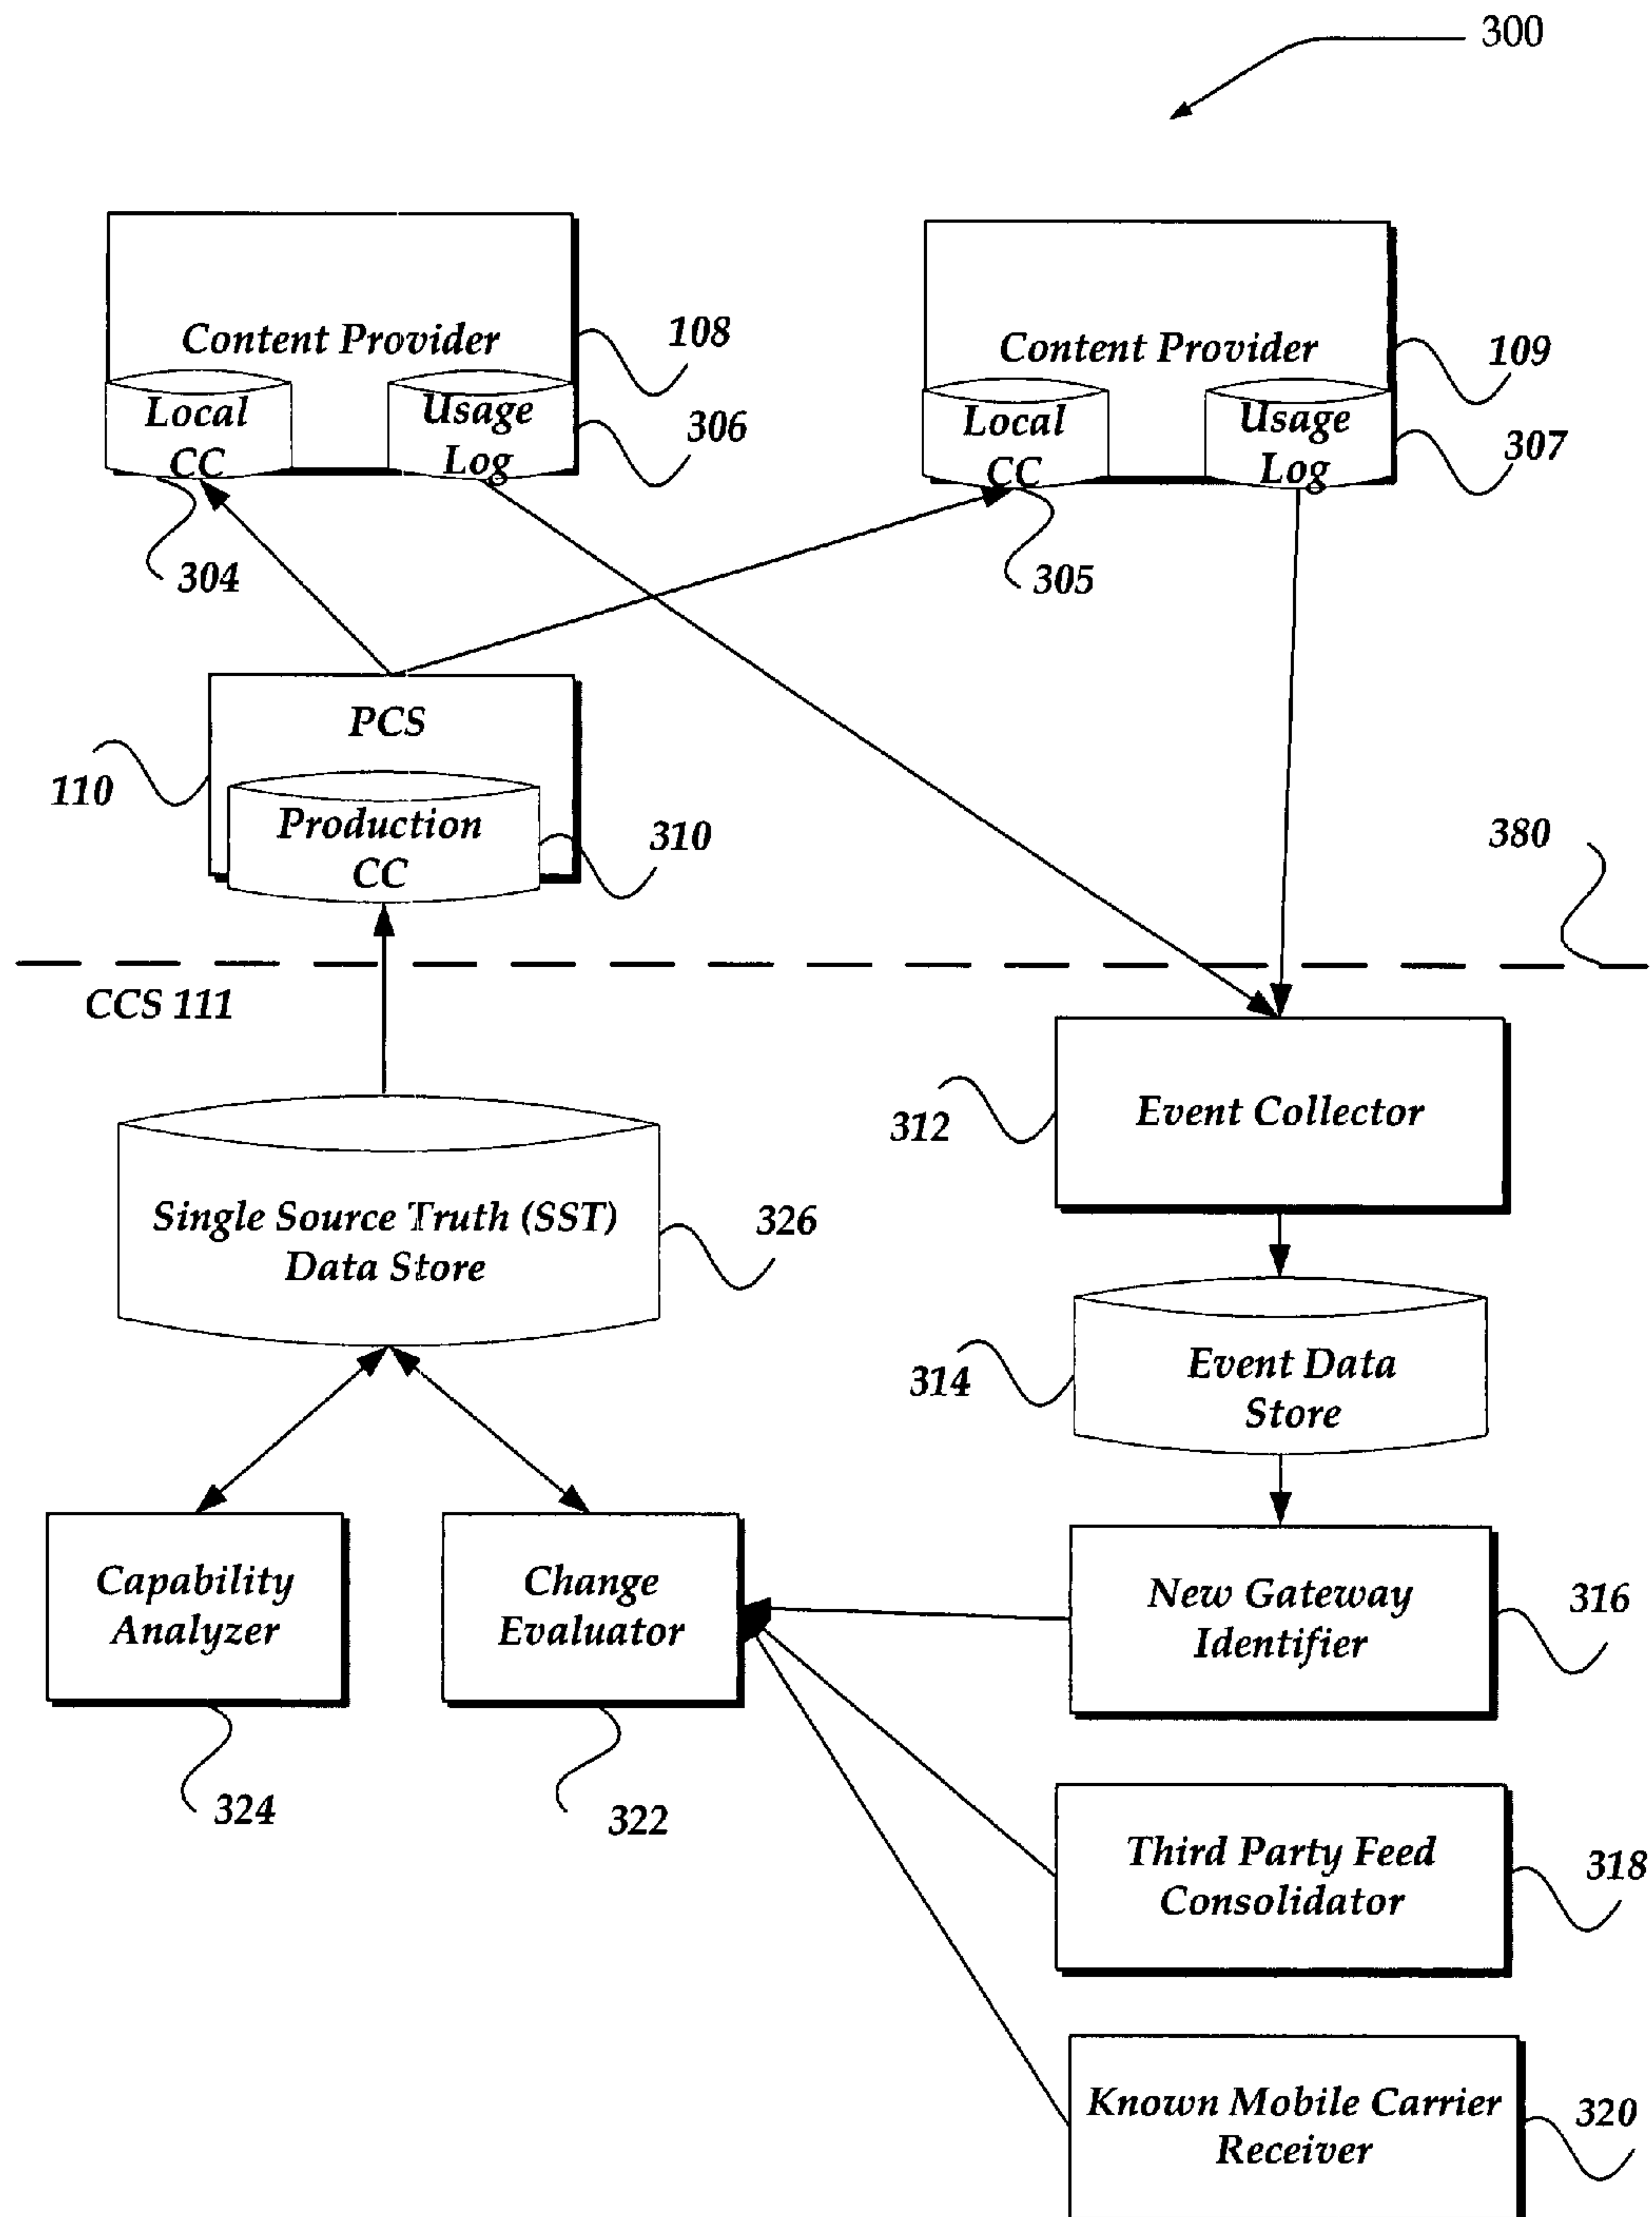 300
Content Provider
108
Local
CC
Usage
Log
306
304
Content Provider
109
Local
CC
Usage
Log
307
305
PCS
110
Production
CC
310
380
CCS 111
Event Collector
312
Single Source Truth (SST)
Data Store
326
Event Data
Store
314
Capability
Analyzer
324
Change
Evaluator
322
New Gateway
Identifier
316
Third Party Feed
Consolidator
318
Known Mobile Carrier
Receiver
320